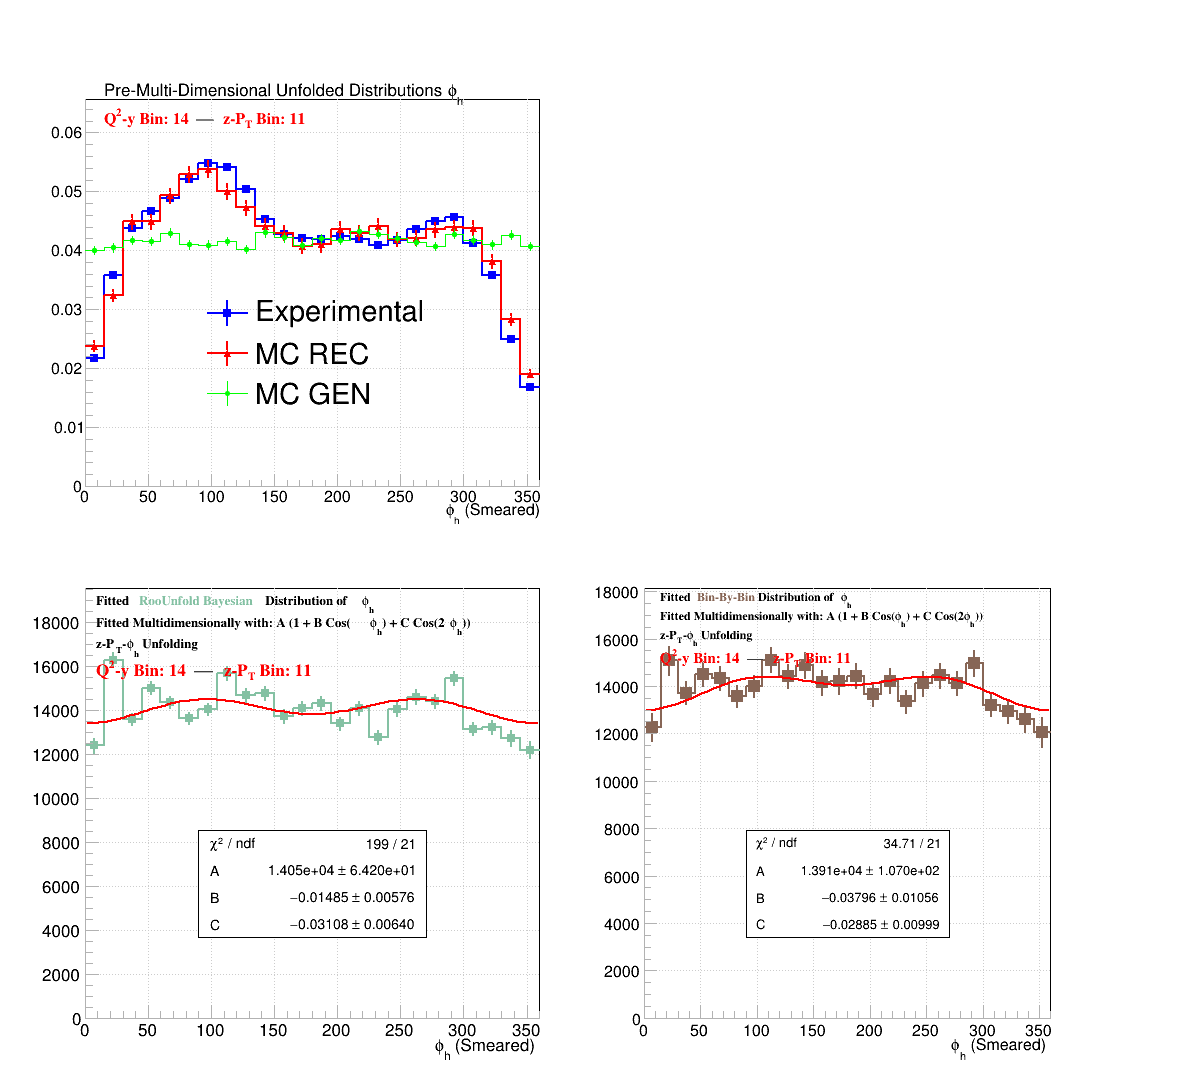 Pre-Multi-Dimensional Unfolded Distributions ϕh
Q2-y Bin: 14 — z-PT Bin: 11
0.06
0.05
0.04
0.03
0.02
0.01
0
Experimental
MC REC
MC GEN
0 50 100 150 200 250 300 350
ϕh (Smeared)
Fitted RooUnfold Bayesian Distribution of ϕh
Fitted Multidimensionally with: A (1 + B Cos( ϕh) + C Cos(2 ϕh))
z-PT-ϕh Unfolding
Q2-y Bin: 14 — z-PT Bin: 11
18000
16000
14000
12000
10000
8000
6000
4000
2000
0
χ2 / ndf 199 / 21
A 1.405e+04 ± 6.420e+01
B −0.01485 ± 0.00576
C −0.03108 ± 0.00640
0 50 100 150 200 250 300 350
ϕh (Smeared)
Fitted Bin-By-Bin Distribution of ϕh
Fitted Multidimensionally with: A (1 + B Cos(ϕh) + C Cos(2ϕh))
z-PT-ϕh Unfolding
Q2-y Bin: 14 — z-PT Bin: 11
18000
16000
14000
12000
10000
8000
6000
4000
2000
0
χ2 / ndf 34.71 / 21
A 1.391e+04 ± 1.070e+02
B −0.03796 ± 0.01056
C −0.02885 ± 0.00999
0 50 100 150 200 250 300 350
ϕh (Smeared)